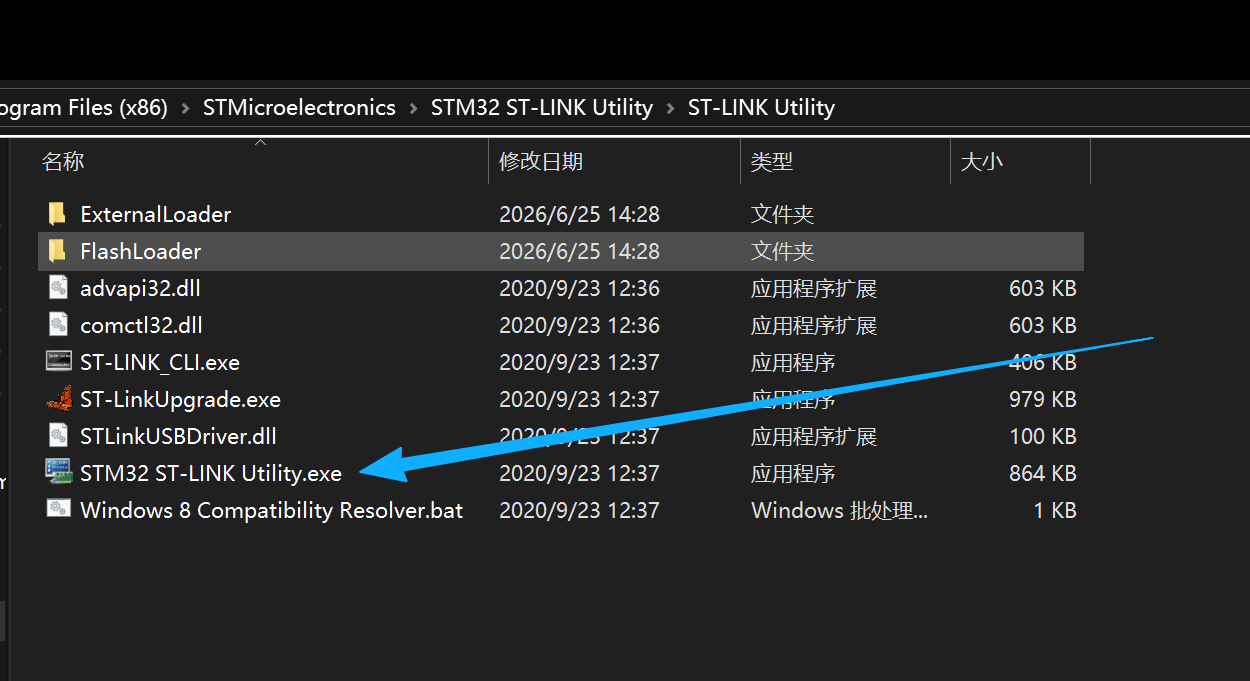 ogram Files (x86) > STMicroelectronics > STM32 ST-LINK Utility > ST-LINK Utility
名称 修改日期 类型 大小
ExternalLoader 2026/6/25 14:28 文件夹
FlashLoader 2026/6/25 14:28 文件夹
advapi32.dll 2020/9/23 12:36 应用程序扩展 603 KB
comctl32.dll 2020/9/23 12:36 应用程序扩展 603 KB
ST-LINK_CLI.exe 2020/9/23 12:37 应用程序 406 KB
ST-LinkUpgrade.exe 2020/9/23 12:37 应用程序 979 KB
STLinkUSBDriver.dll 2020/9/23 12:37 应用程序扩展 100 KB
STM32 ST-LINK Utility.exe 2020/9/23 12:37 应用程序 864 KB
Windows 8 Compatibility Resolver.bat 2020/9/23 12:37 Windows 批处理... 1 KB